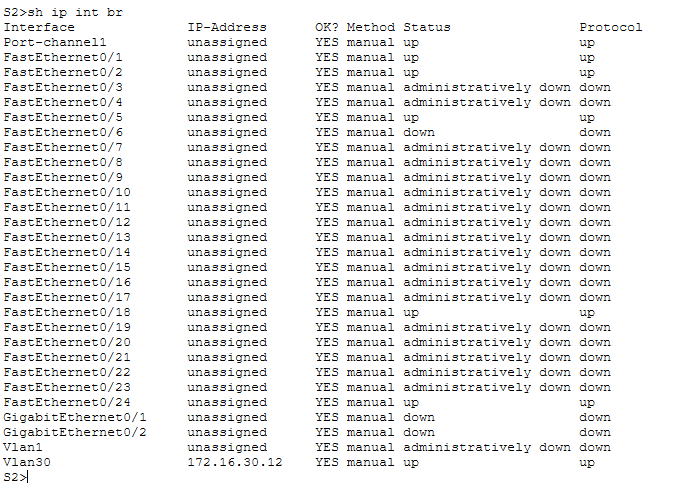 S2>sh ip int br
Interface IP-Address OK? Method Status Protocol
Port-channel1 unassigned YES manual up up
FastEthernet0/1 unassigned YES manual up up
FastEthernet0/2 unassigned YES manual up up
FastEthernet0/3 unassigned YES manual administratively down down
FastEthernet0/4 unassigned YES manual administratively down down
FastEthernet0/5 unassigned YES manual up up
FastEthernet0/6 unassigned YES manual down down
FastEthernet0/7 unassigned YES manual administratively down down
FastEthernet0/8 unassigned YES manual administratively down down
FastEthernet0/9 unassigned YES manual administratively down down
FastEthernet0/10 unassigned YES manual administratively down down
FastEthernet0/11 unassigned YES manual administratively down down
FastEthernet0/12 unassigned YES manual administratively down down
FastEthernet0/13 unassigned YES manual administratively down down
FastEthernet0/14 unassigned YES manual administratively down down
FastEthernet0/15 unassigned YES manual administratively down down
FastEthernet0/16 unassigned YES manual administratively down down
FastEthernet0/17 unassigned YES manual administratively down down
FastEthernet0/18 unassigned YES manual up up
FastEthernet0/19 unassigned YES manual administratively down down
FastEthernet0/20 unassigned YES manual administratively down down
FastEthernet0/21 unassigned YES manual administratively down down
FastEthernet0/22 unassigned YES manual administratively down down
FastEthernet0/23 unassigned YES manual administratively down down
FastEthernet0/24 unassigned YES manual up up
GigabitEthernet0/1 unassigned YES manual down down
GigabitEthernet0/2 unassigned YES manual down down
Vlan1 unassigned YES manual administratively down down
Vlan30 172.16.30.12 YES manual up up
S2>